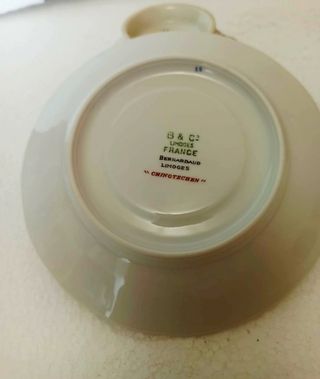 B & Co
LIMOGES
FRANCE
BERNARDAUD
LIMOGES
"CHINOTECHEN"